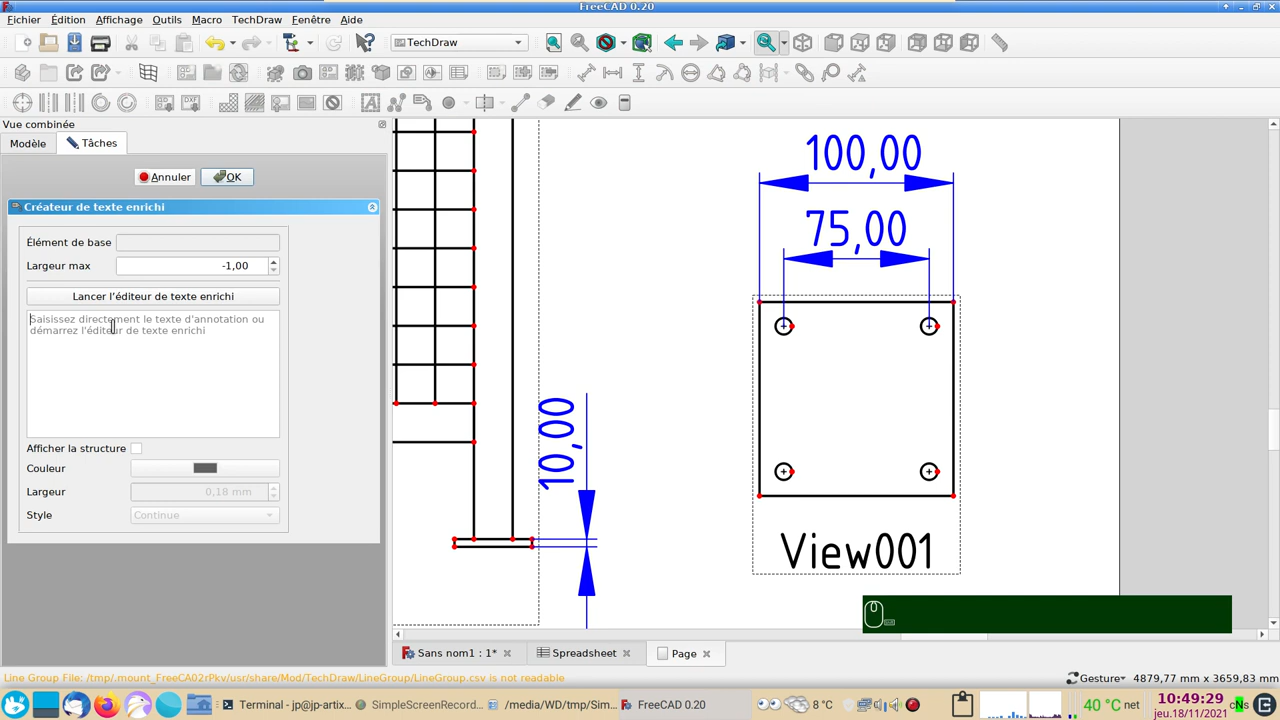 FreeCAD 0.20
Fichier Édition Affichage Outils Macro TechDraw Fenêtre Aide
TechDraw
Vue combinée
Modèle Tâches
Annuler OK
Créateur de texte enrichi
Élément de base
Largeur max -1,00
Lancer l'éditeur de texte enrichi
Saisissez directement le texte d'annotation ou
démarrez l'éditeur de texte enrichi
Afficher la structure
Couleur
Largeur 0,18 mm
Style Continue
100,00
75,00
10,00
View001
Sans nom1 : 1* Spreadsheet Page
Line Group File: /tmp/.mount_FreeCA02rPkv/usr/share/Mod/TechDraw/LineGroup/LineGroup.csv is not readable
Gesture 4879,77 mm x 3659,83 mm
Terminal - jp@jp-artix... SimpleScreenRecord... /media/WD/tmp/Sim... FreeCAD 0.20
8 °C
40 °C net
10:49:29
jeu.18/11/2021
cNs